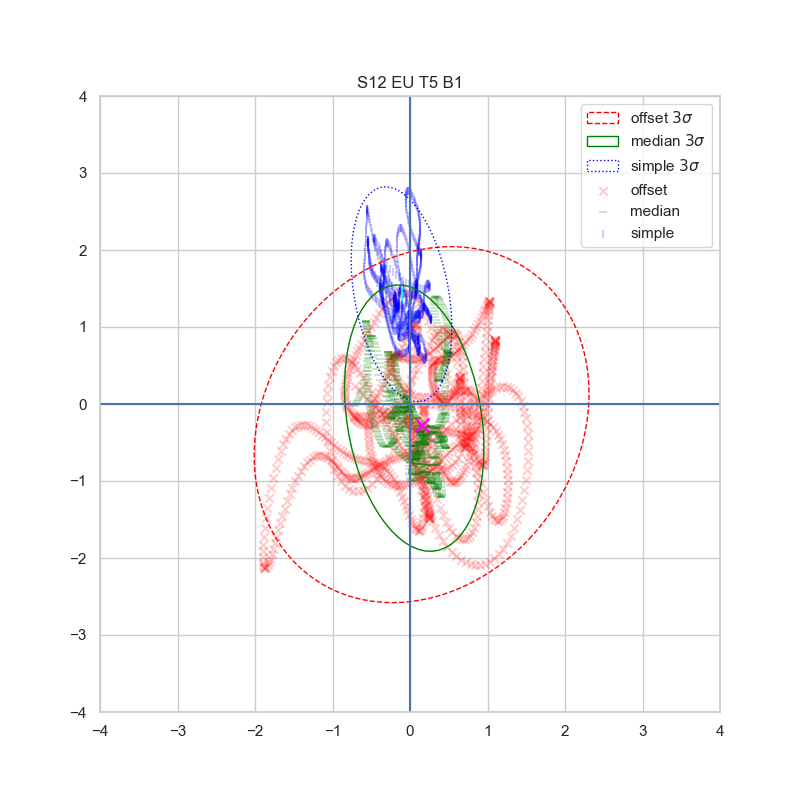 S12 EU T5 B1
offset 3σ
median 3σ
simple 3σ
offset
median
simple
4
3
2
1
0
−1
−2
−3
−4
−4 −3 −2 −1 0 1 2 3 4